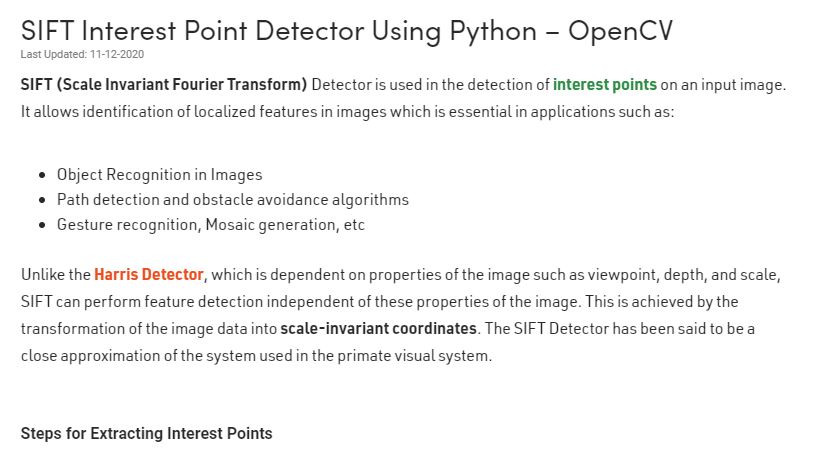 SIFT Interest Point Detector Using Python – OpenCV
Last Updated: 11-12-2020
SIFT (Scale Invariant Fourier Transform) Detector is used in the detection of interest points on an input image.
It allows identification of localized features in images which is essential in applications such as:
• Object Recognition in Images
• Path detection and obstacle avoidance algorithms
• Gesture recognition, Mosaic generation, etc
Unlike the Harris Detector, which is dependent on properties of the image such as viewpoint, depth, and scale,
SIFT can perform feature detection independent of these properties of the image. This is achieved by the
transformation of the image data into scale-invariant coordinates. The SIFT Detector has been said to be a
close approximation of the system used in the primate visual system.
Steps for Extracting Interest Points